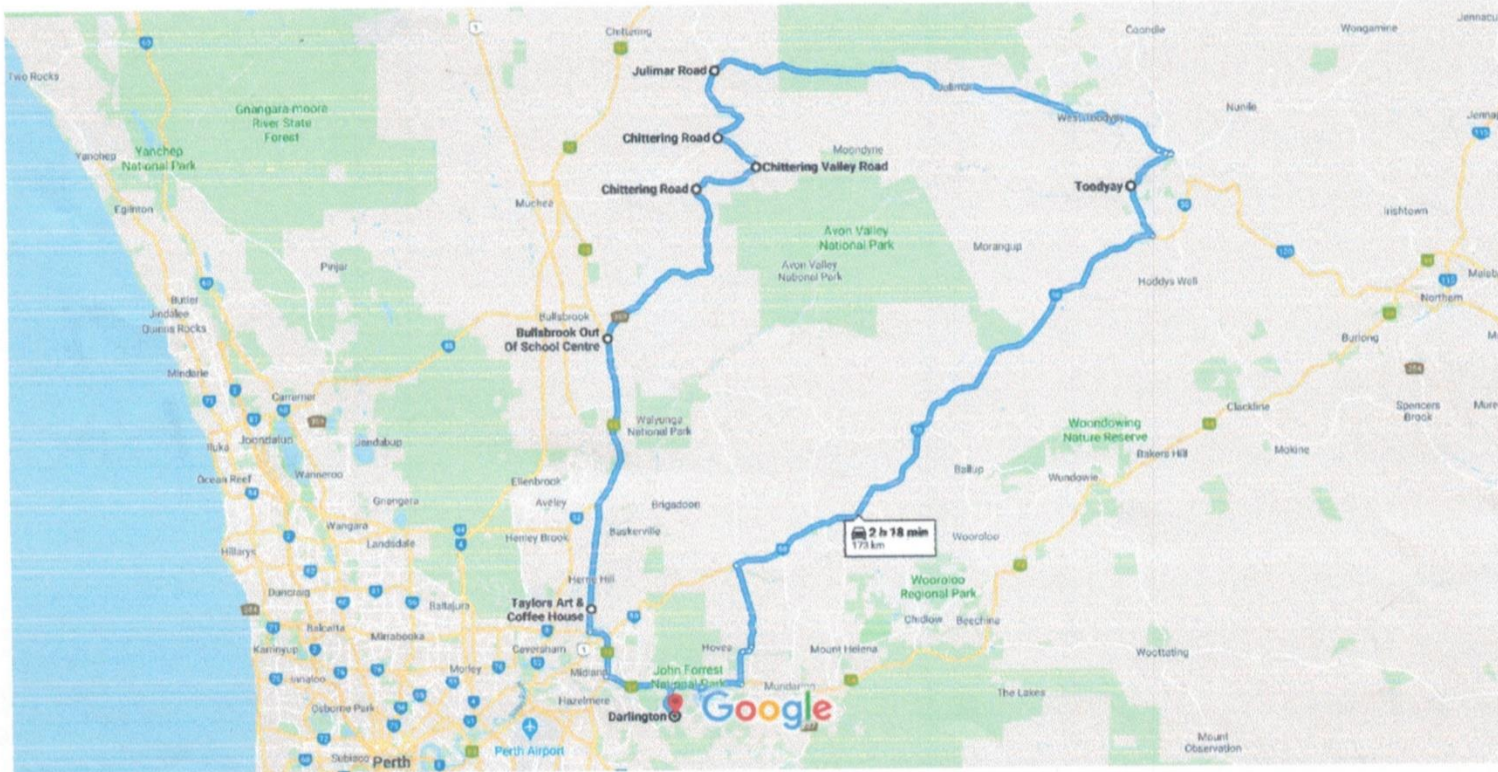 Two Rocks
Chittering
Coondle
Wongamine
Julimar Road
Gnangara-moore
River State
Forest
Julimar
Nunile
West Toodyay
Chittering Road
Yanchep
Yanchep
National Park
Moondyne
Chittering Valley Road
Chittering Road
Toodyay
Muchea
Eglinton
Irishtown
Avon Valley
National Park
Morangup
Avon Valley
National Park
Pinjar
Hoddys Well
Butler
Jindalee
Quinns Rocks
Northam
Bullsbrook
Bullsbrook Out
Of School Centre
Burlong
Mindarie
Carramar
Clackline
Spencers
Brook
Walyunga
National Park
Woondowing
Nature Reserve
Iluka
Joondalup
Jandabup
Mokine
Bakers Hill
Ocean Reef
Wanneroo
Ellenbrook
Bailup
Wundowie
Gnangara
Aveley
Brigadoon
Wangara
Landsdale
Henley Brook
Baskerville
2 h 18 min
173 km
Wooroloo
Hillarys
Herne Hill
Wooroloo
Regional Park
Duncraig
Ballajura
Taylors Art &
Coffee House
Chidlow
Beechina
Balcatta
Mirrabooka
Karrinyup
Caversham
Hovea
Mount Helena
Woottating
Morley
Midland
John Forrest
National Park
Mundaring
Innaloo
The Lakes
Osborne Park
Hazelmere
Darlington
Google
Subiaco
Perth
Perth Airport
Mount
Observation